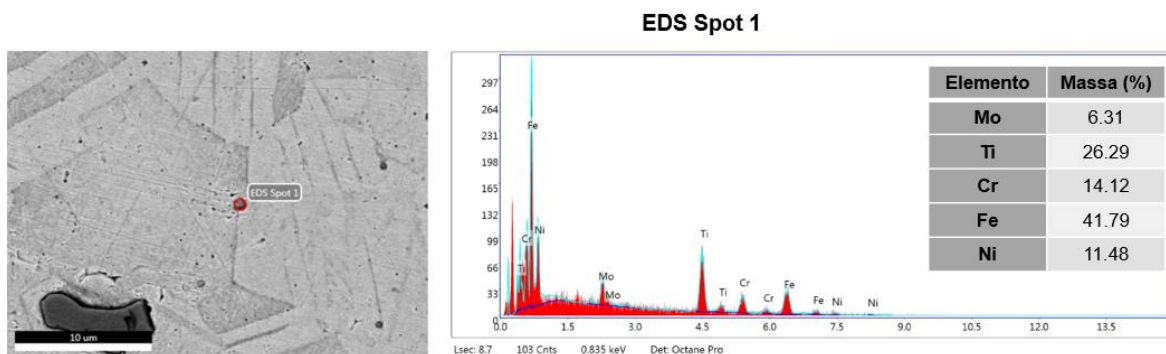 EDS Spot 1
EDS Spot 1
10 um
297
264
231
198
165
132
99
66
33
0.0 1.5 3.0 4.5 6.0 7.5 9.0 10.5 12.0 13.5
Fe
Cr
Ni
Ti
Mo
Mo
Ti
Ti
Cr
Cr
Fe
Fe
Ni
Ni
Lsec: 8.7 103 Cnts 0.835 keV Det: Octane Pro
Elemento Massa (%)
Mo 6.31
Ti 26.29
Cr 14.12
Fe 41.79
Ni 11.48